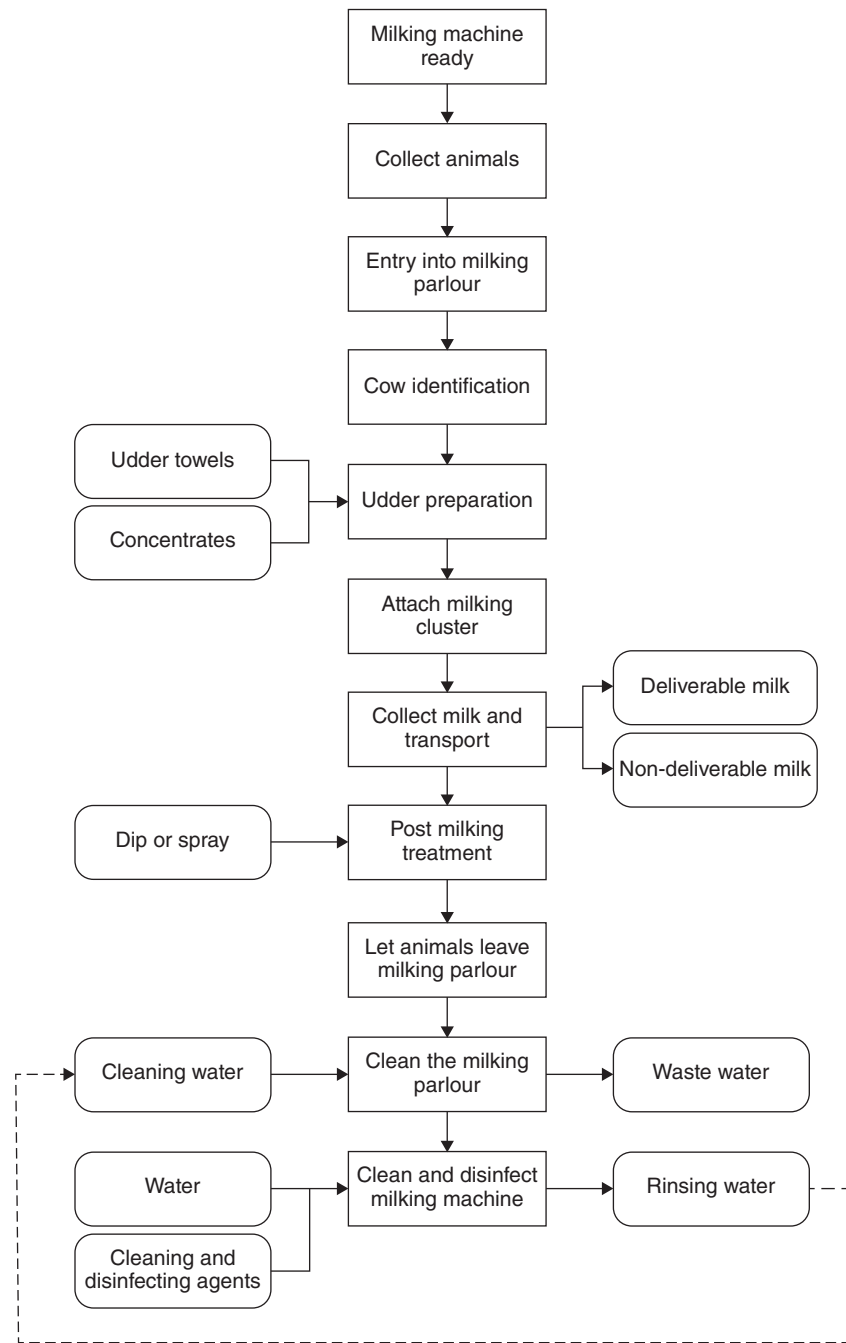 Milking machine
ready
Collect animals
Entry into milking
parlour
Cow identification
Udder towels
Concentrates
Udder preparation
Attach milking
cluster
Collect milk and
transport
Deliverable milk
Non-deliverable milk
Dip or spray
Post milking
treatment
Let animals leave
milking parlour
Cleaning water
Clean the milking
parlour
Waste water
Water
Cleaning and
disinfecting agents
Clean and disinfect
milking machine
Rinsing water